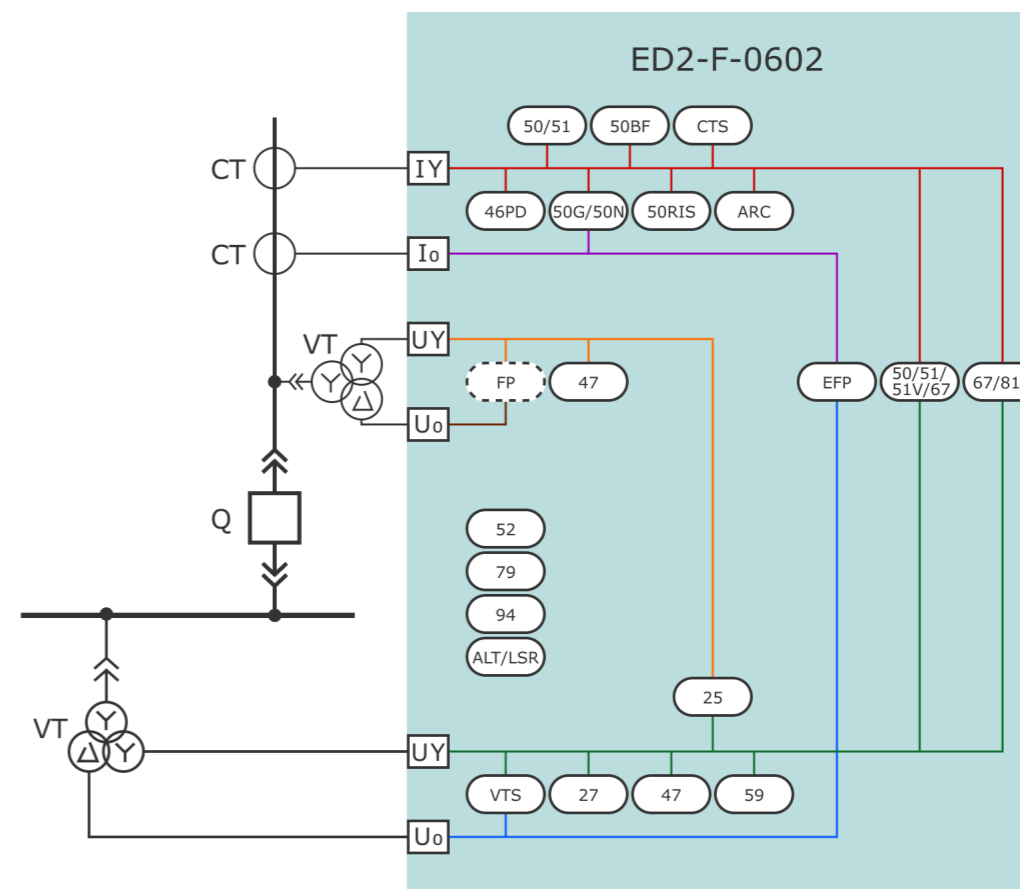 ED2-F-0602
50/51
50BF
CTS
CT
IY
46PD
50G/50N
50RIS
ARC
CT
I0
VT
UY
Y
Y
Δ
FP
47
EFP
50/51/
51V/67
67/81
U0
Q
52
79
94
ALT/LSR
25
VT
Y
Δ
Y
UY
VTS
27
47
59
U0